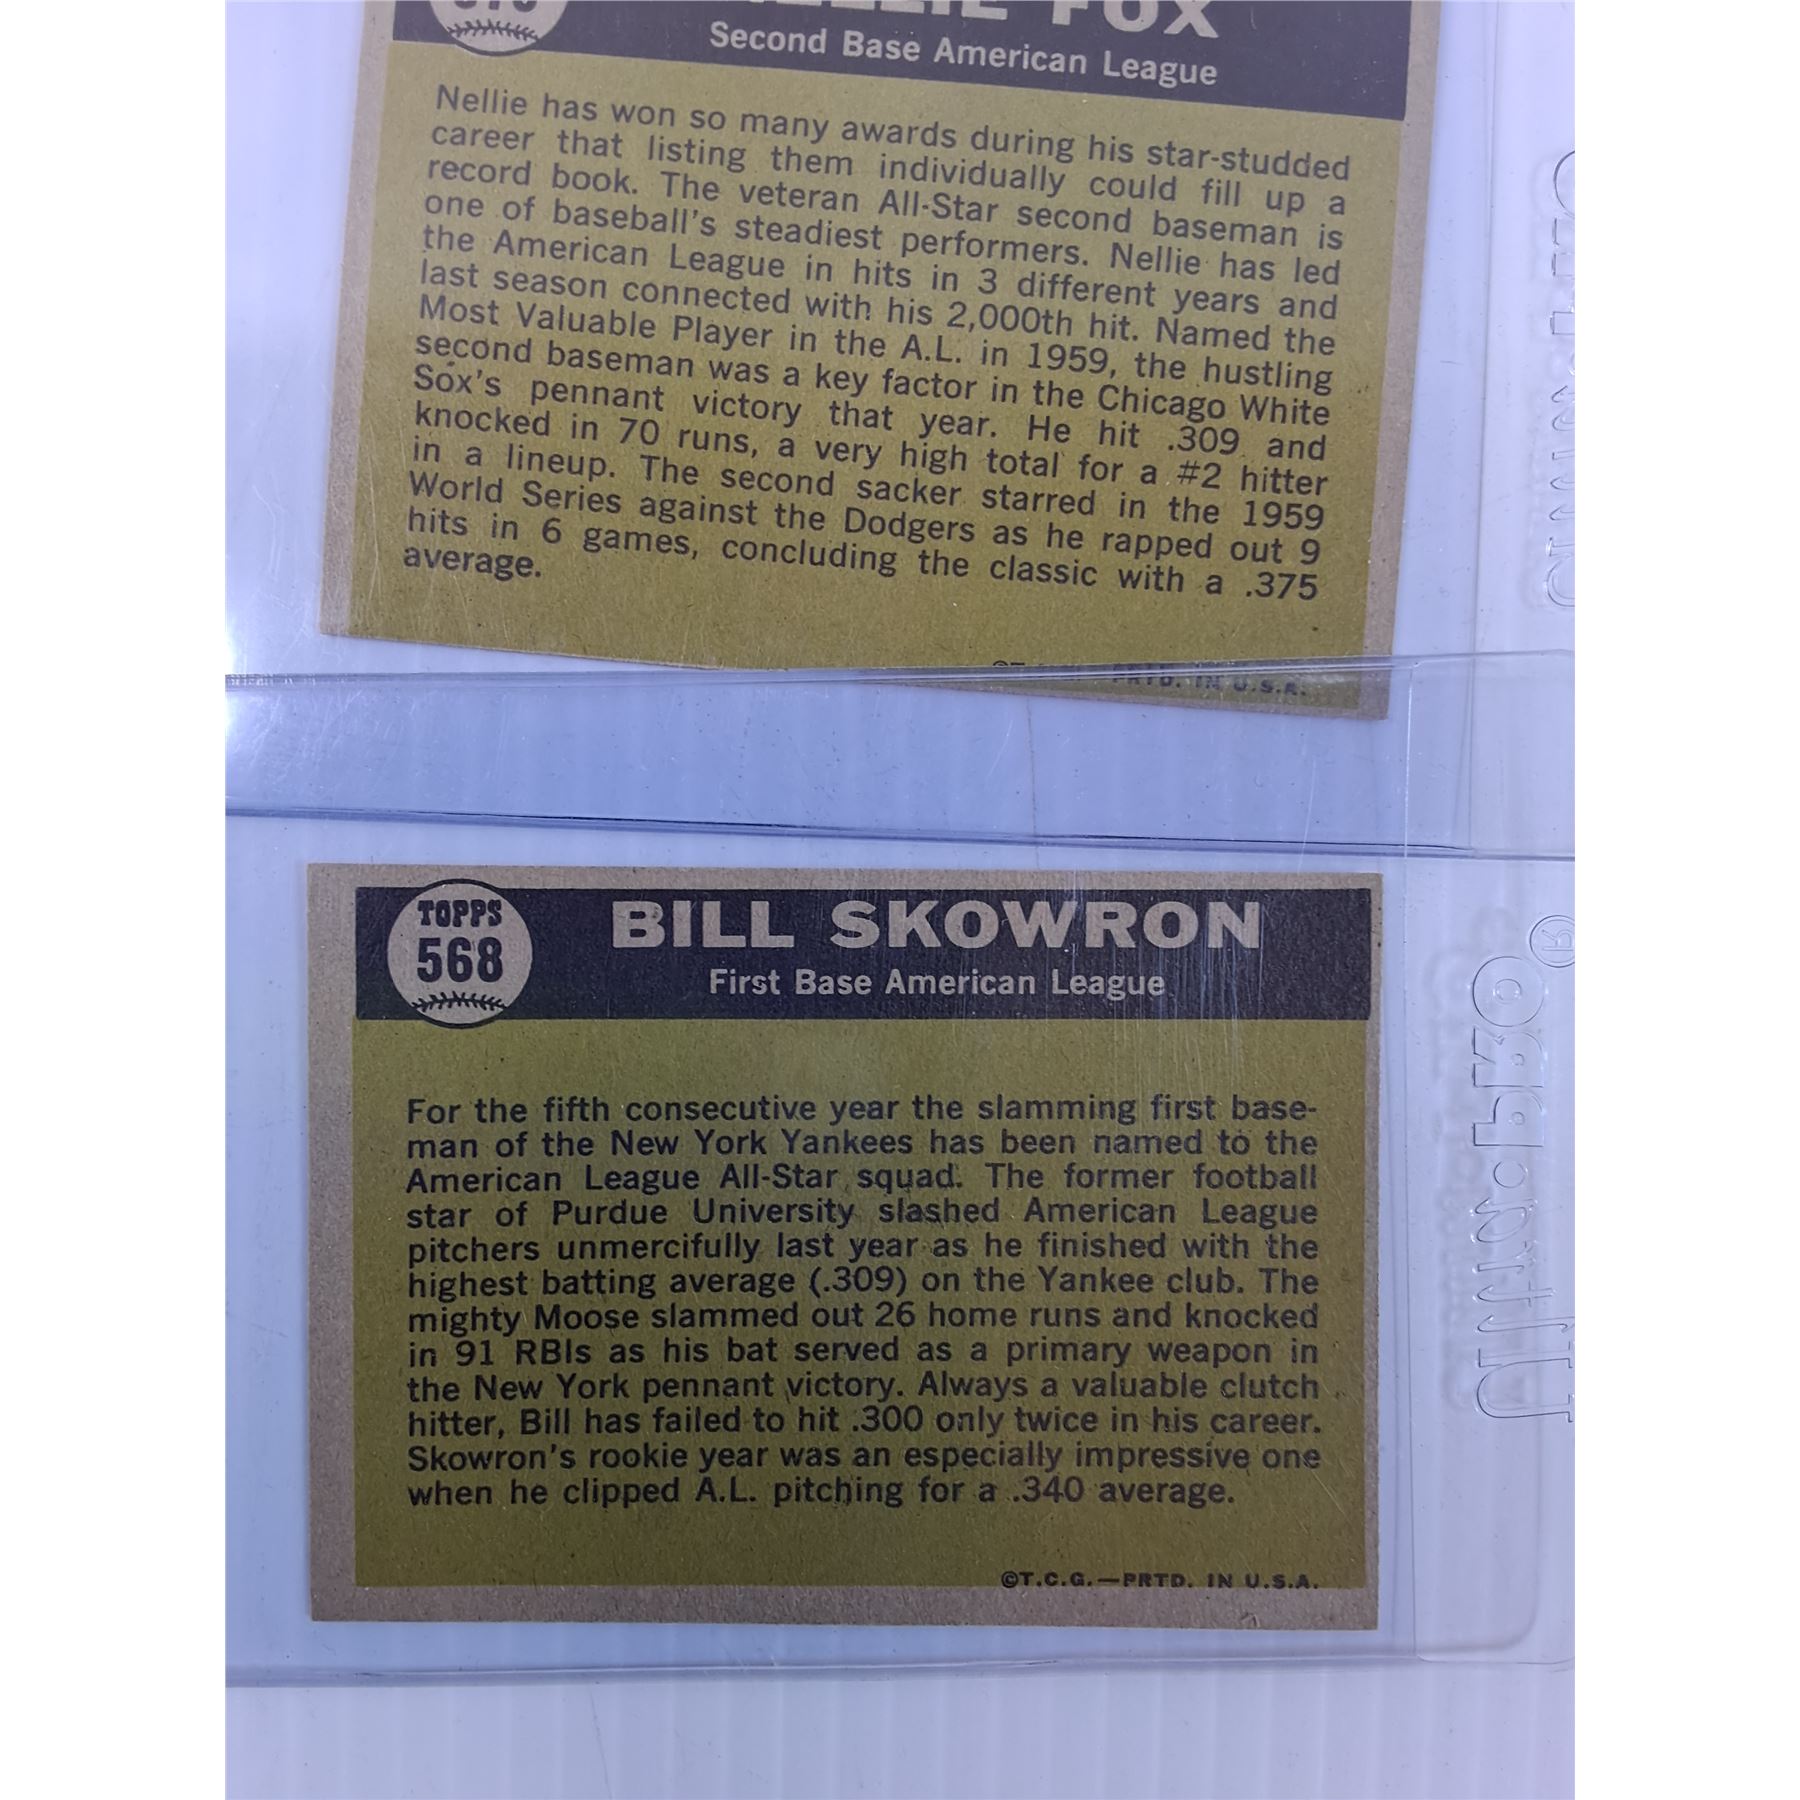 FOX
Second Base American League
Nellie has won so many awards during his star-studded
career that listing them individually could fill up a
record book. The veteran All-Star second baseman is
one of baseball's steadiest performers. Nellie has led
the American League in hits in 3 different years and
last season connected with his 2,000th hit. Named the
Most Valuable Player in the A.L. in 1959, the hustling
second baseman was a key factor in the Chicago White
Sox's pennant victory that year. He hit .309 and
knocked in 70 runs, a very high total for a #2 hitter
in a lineup. The second sacker starred in the 1959
World Series against the Dodgers as he rapped out 9
hits in 6 games, concluding the classic with a .375
average.
PRTD. IN U.S.A.
TOPPS
568
BILL SKOWRON
First Base American League
For the fifth consecutive year the slamming first base-
man of the New York Yankees has been named to the
American League All-Star squad. The former football
star of Purdue University slashed American League
pitchers unmercifully last year as he finished with the
highest batting average (.309) on the Yankee club. The
mighty Moose slammed out 26 home runs and knocked
in 91 RBIs as his bat served as a primary weapon in
the New York pennant victory. Always a valuable clutch
hitter, Bill has failed to hit .300 only twice in his career.
Skowron's rookie year was an especially impressive one
when he clipped A.L. pitching for a .340 average.
©T.C.G.—PRTD. IN U.S.A.